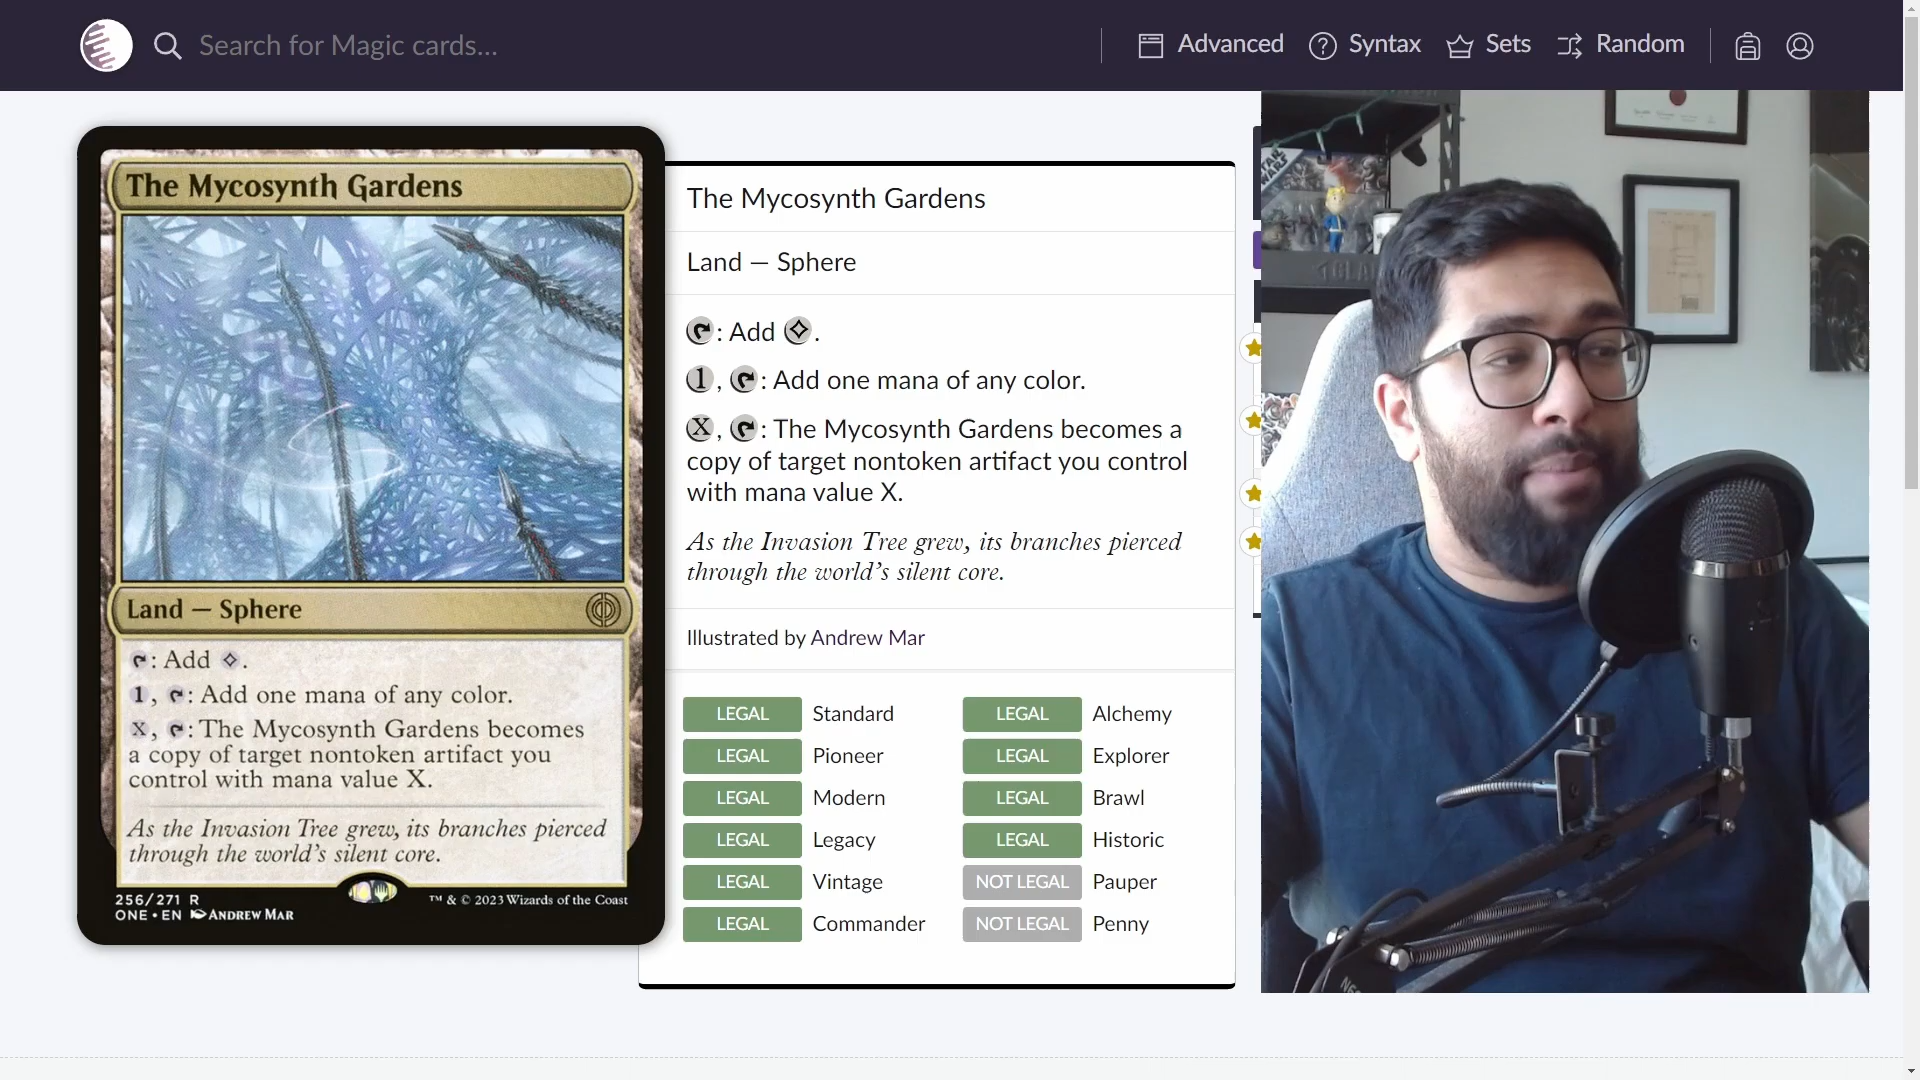 Search for Magic cards...
Advanced
Syntax
Sets
Random
The Mycosynth Gardens
Land — Sphere
: Add .
1, : Add one mana of any color.
X, : The Mycosynth Gardens becomes
a copy of target nontoken artifact you
control with mana value X.
As the Invasion Tree grew, its branches pierced
through the world's silent core.
256/271 R
ONE • EN ANDREW MAR
™ & © 2023 Wizards of the Coast
The Mycosynth Gardens
Land — Sphere
: Add .
1, : Add one mana of any color.
X, : The Mycosynth Gardens becomes a
copy of target nontoken artifact you control
with mana value X.
As the Invasion Tree grew, its branches pierced
through the world's silent core.
Illustrated by Andrew Mar
LEGAL Standard LEGAL Alchemy
LEGAL Pioneer LEGAL Explorer
LEGAL Modern LEGAL Brawl
LEGAL Legacy LEGAL Historic
LEGAL Vintage NOT LEGAL Pauper
LEGAL Commander NOT LEGAL Penny
STAR
WARS